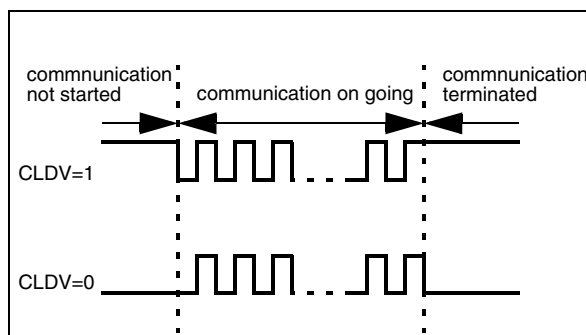 commnunication
not started
communication on going
commnunication
terminated
CLDV=1
CLDV=0